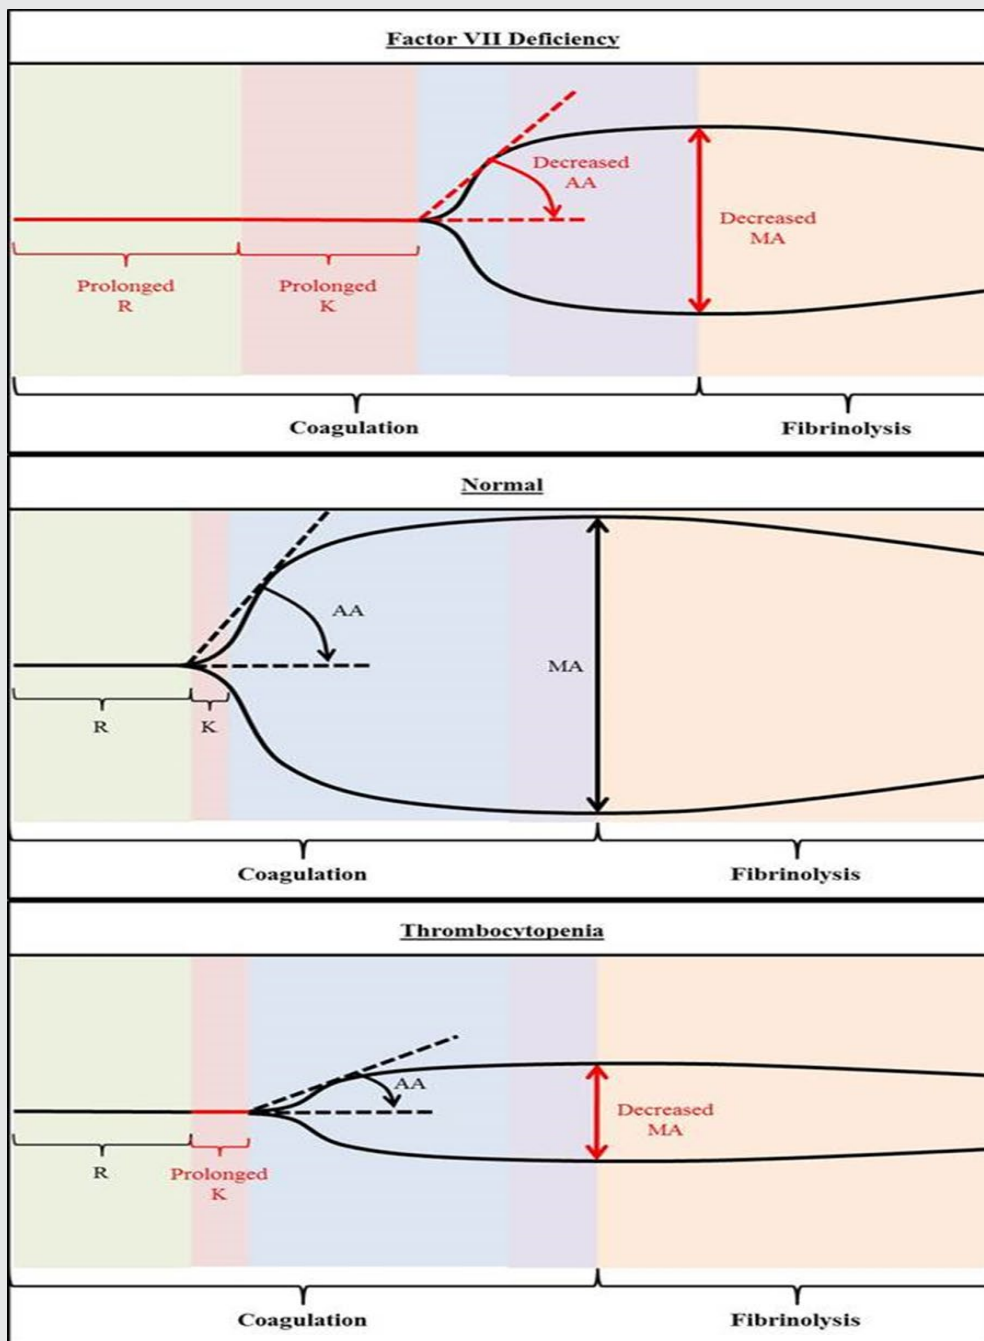 Factor VII Deficiency
Decreased
AA
Decreased
MA
Prolonged
R
Prolonged
K
Coagulation
Fibrinolysis
Normal
AA
MA
R
K
Coagulation
Fibrinolysis
Thrombocytopenia
AA
Decreased
MA
R
Prolonged
K
Coagulation
Fibrinolysis